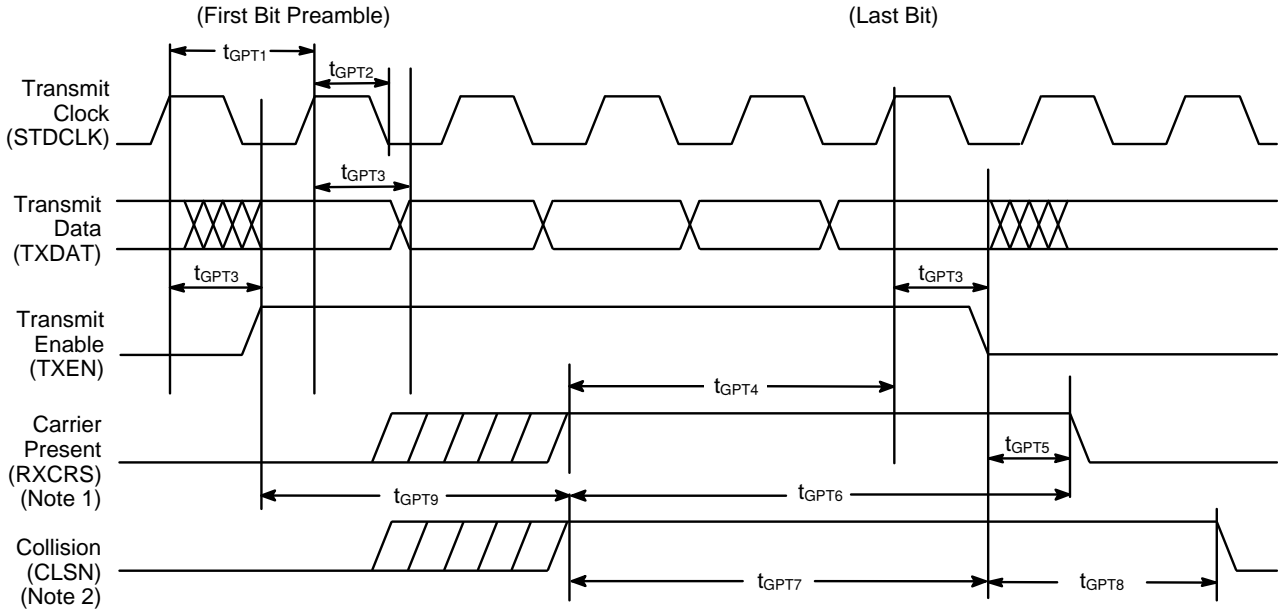 (First Bit Preamble)
(Last Bit)
tGPT1
tGPT2
Transmit
Clock
(STDCLK)
tGPT3
Transmit
Data
(TXDAT)
tGPT3
tGPT3
Transmit
Enable
(TXEN)
tGPT4
Carrier
Present
(RXCRS)
(Note 1)
tGPT5
tGPT9
tGPT6
Collision
(CLSN)
(Note 2)
tGPT7
tGPT8